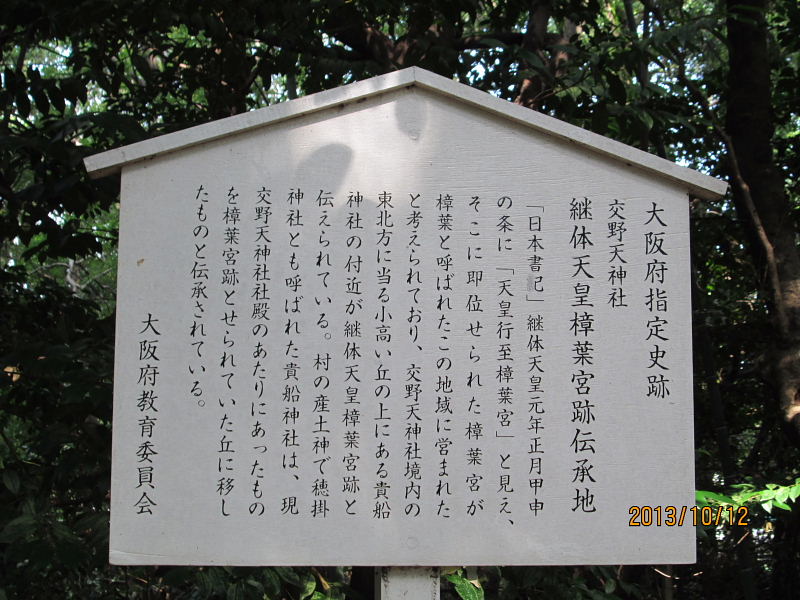 大阪府指定史跡
交野天神社
継体天皇樟葉宮跡伝承地
「日本書記」継体天皇元年正月甲申
の条に「天皇行至樟葉宮」と見え、
そこに即位せられた樟葉宮が
樟葉と呼ばれたこの地域に営まれた
と考えられており、交野天神社境内の
東北方に当る小高い丘の上にある貴船
神社の付近が継体天皇樟葉宮跡と
伝えられている。村の産土神で穂掛
神社とも呼ばれた貴船神社は、現
交野天神社社殿のあたりにあったもの
を樟葉宮跡とせられていた丘に移し
たものと伝承されている。
大阪府教育委員会
2013/10/12